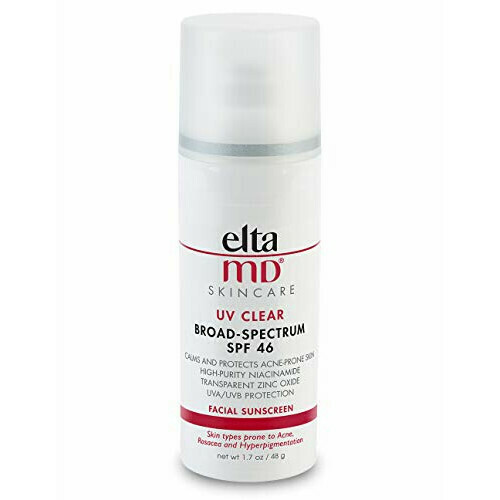 elta
MD®
SKINCARE
UV CLEAR
BROAD-SPECTRUM
SPF 46
CALMS AND PROTECTS ACNE-PRONE SKIN
HIGH-PURITY NIACINAMIDE
TRANSPARENT ZINC OXIDE
UVA/UVB PROTECTION
FACIAL SUNSCREEN
Skin types prone to Acne,
Rosacea and Hyperpigmentation
net wt 1.7 oz/ 48 g